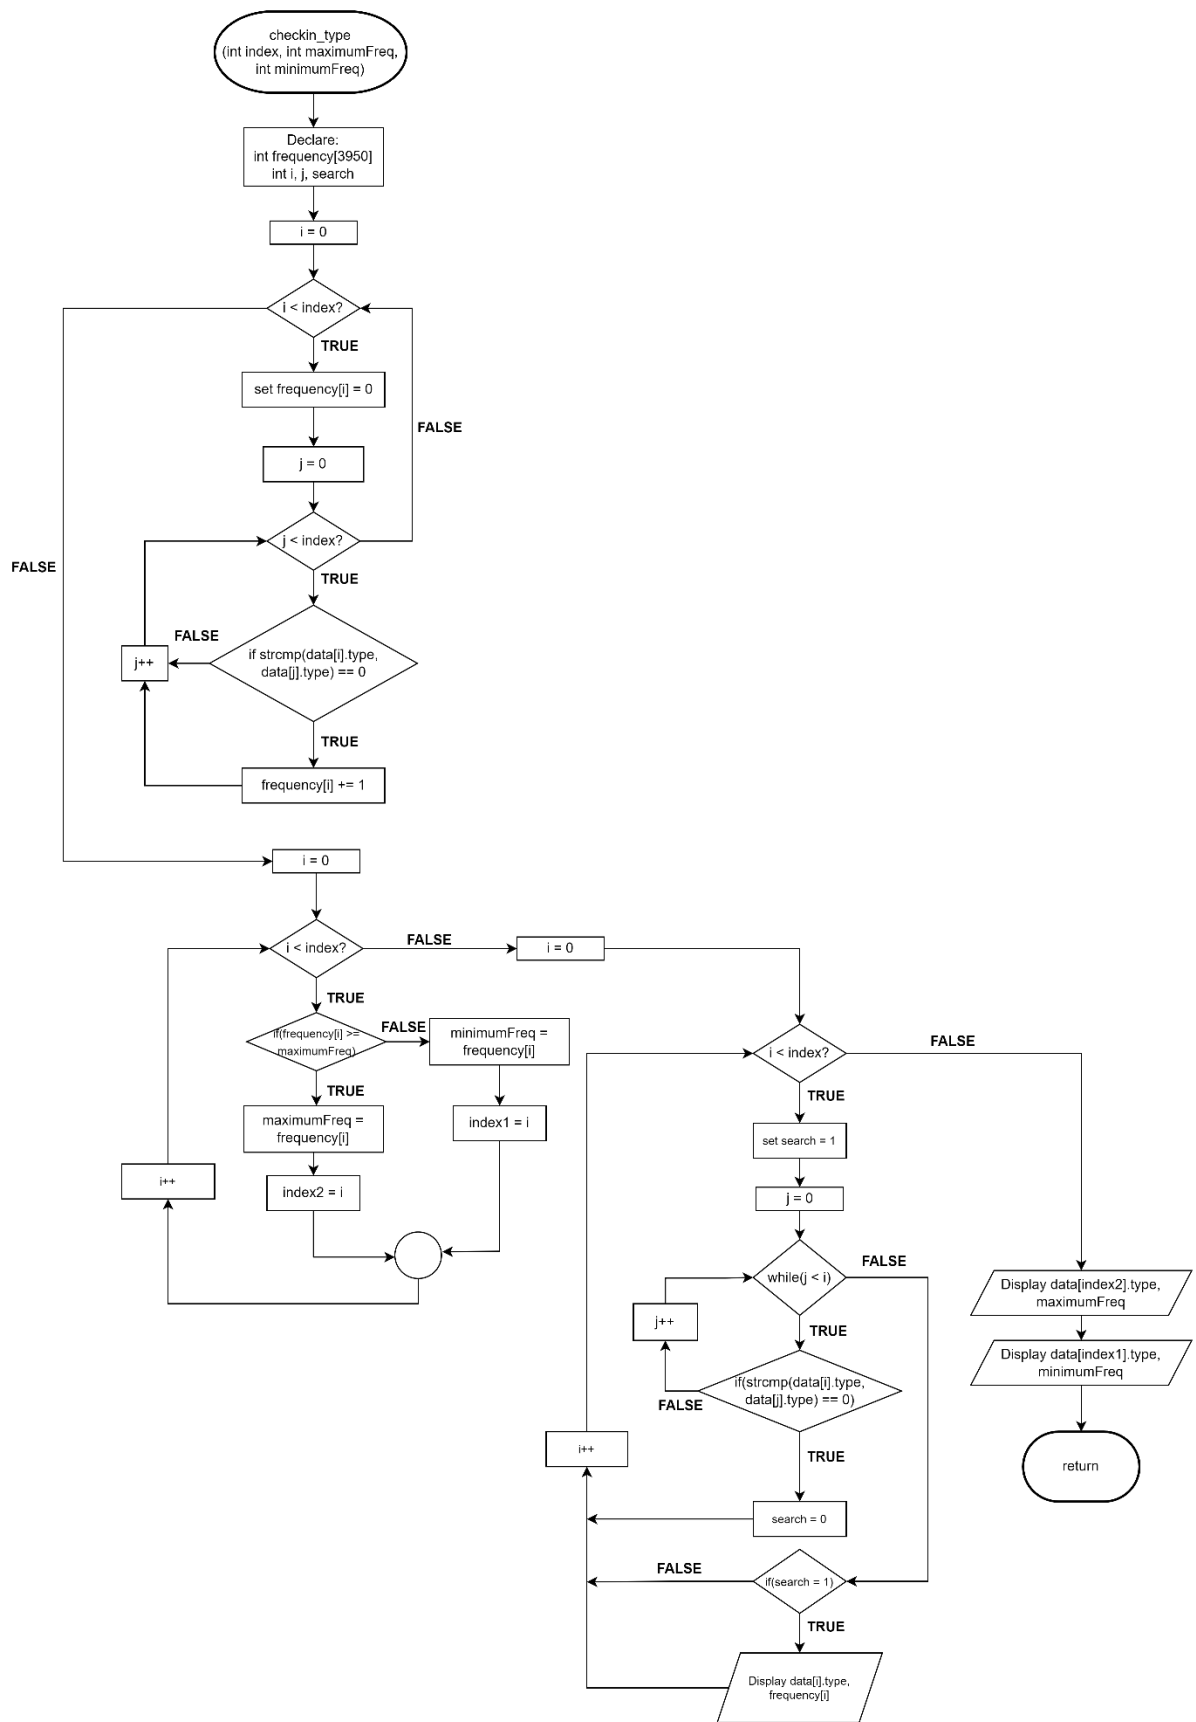 checkin_type
(int index, int maximumFreq,
int minimumFreq)
Declare:
int frequency[3950]
int i, j, search
i = 0
i < index?
TRUE
set frequency[i] = 0
FALSE
j = 0
j < index?
FALSE
TRUE
FALSE
if strcmp(data[i].type,
data[j].type) == 0
j++
TRUE
frequency[i] += 1
i = 0
i < index?
FALSE
i = 0
TRUE
if(frequency[i] >=
maximumFreq)
FALSE
minimumFreq =
frequency[i]
TRUE
maximumFreq =
frequency[i]
index1 = i
i++
index2 = i
i < index?
FALSE
TRUE
set search = 1
j = 0
while(j < i)
FALSE
j++
TRUE
if(strcmp(data[i].type,
data[j].type) == 0)
FALSE
i++
TRUE
search = 0
FALSE
if(search = 1)
TRUE
Display data[i].type,
frequency[i]
Display data[index2].type,
maximumFreq
Display data[index1].type,
minimumFreq
return